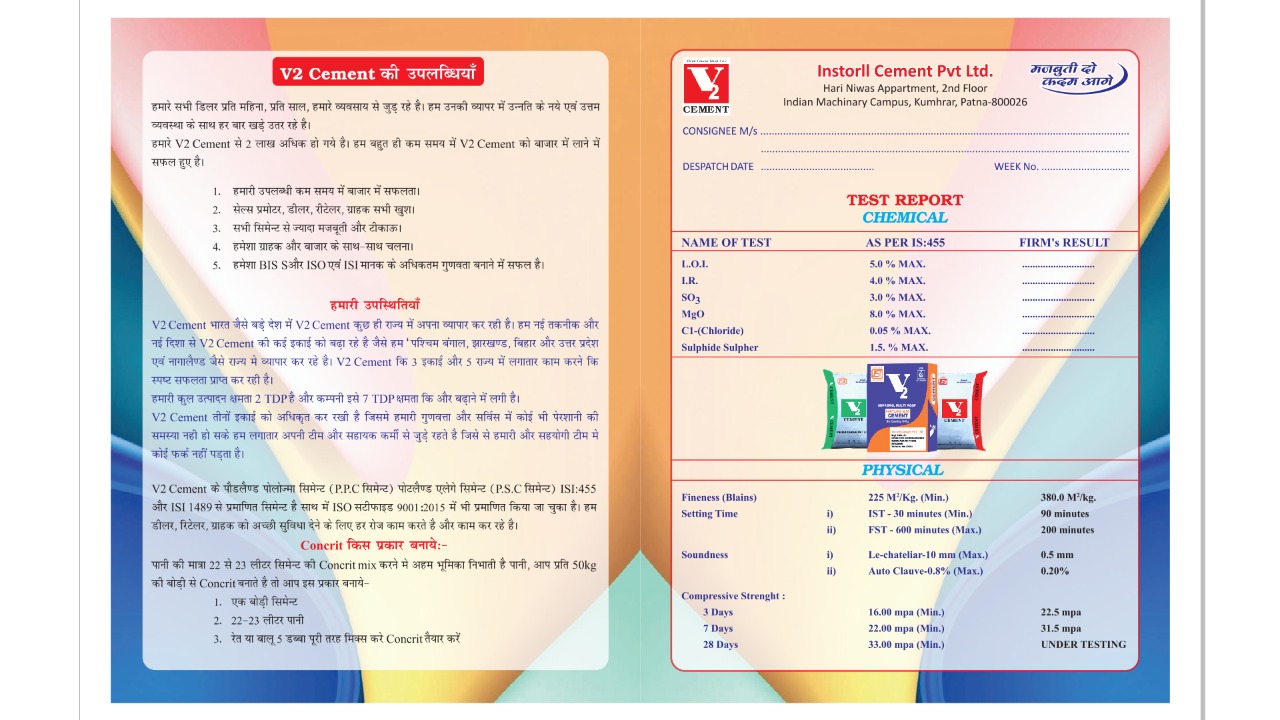 V2 Cement की उपलब्धियाँ
हमारे सभी डिलर प्रति महिना, प्रति साल, हमारे व्यवसाय से जुड़ रहे है। हम उनकी व्यापर में उन्नति के नये एवं उत्तम
व्यवस्था के साथ हर बार खड़े उतर रहे है।
हमारे V2 Cement से 2 लाख अधिक हो गये है। हम बहुत ही कम समय में V2 Cement को बाजार में लाने में
सफल हुए है।
1. हमारी उपलब्धी कम समय में बाजार में सफलता।
2. सेल्स प्रमोटर, डीलर, रीटेलर, ग्राहक सभी खुश।
3. सभी सिमेन्ट से ज्यादा मजबूती और टीकाऊ।
4. हमेशा ग्राहक और बाजार के साथ-साथ चलना।
5. हमेशा BIS Sऔर ISO एवं ISI मानक के अधिकतम गुणवता बनाने में सफल है।
हमारी उपस्थितियाँ
V2 Cement भारत जैसे बड़े देश में V2 Cement कुछ ही राज्य में अपना व्यापार कर रही है। हम नई तकनीक और
नई दिशा से V2 Cement की कई इकाई को बढ़ा रहे है जैसे हम 'पश्चिम बंगाल, झारखण्ड, बिहार और उत्तर प्रदेश
एवं नागालैण्ड जैसे राज्य मे व्यापार कर रहे है। V2 Cement कि 3 इकाई और 5 राज्य में लगातार काम करने कि
स्पष्ट सफलता प्राप्त कर रही है।
हमारी कुल उत्पादन क्षमता 2 TDP है और कम्पनी इसे 7 TDP क्षमता कि और बढ़ाने में लगी है।
V2 Cement तीनों इकाई को अधिकृत कर रखी है जिसमे हमारी गुणवत्ता और सर्विस में कोई भी पेरशानी की
समस्या नही हो सके हम लगातार अपनी टीम और सहायक कर्मी से जुड़े रहते है जिसे से हमारी और सहयोगी टीम मे
कोई फर्क नहीं पड़ता है।
V2 Cement के पौडलैण्ड पोलोज्मा सिमेन्ट (P.P.C सिमेन्ट) पोटलैण्ड एलेगे सिमेन्ट (P.S.C सिमेन्ट) ISI:455
और ISI 1489 से प्रमाणित सिमेन्ट है साथ में ISO सटीफाइड 9001:2015 में भी प्रमाणित किया जा चुका है। हम
डीलर, रिटेलर, ग्राहक को अच्छी सुविधा देने के लिए हर रोज काम करते है और काम कर रहे है।
Concrit किस प्रकार बनाये:-
पानी की मात्रा 22 से 23 लीटर सिमेन्ट की Concrit mix करने मे अहम भूमिका निभाती है पानी, आप प्रति 50kg
की बोड़ी से Concrit बनाते है तो आप इस प्रकार बनाये-
1. एक बोड़ी सिमेन्ट
2. 22-23 लीटर पानी
3. रेत या बालू 5 डब्बा पूरी तरह मिक्स करे Concrit तैयार करें
V2
CEMENT
Instorll Cement Pvt Ltd.
Hari Niwas Appartment, 2nd Floor
Indian Machinary Campus, Kumhrar, Patna-800026
मजबुती दो
कदम आगे
CONSIGNEE M/s ................................................
................................................
DESPATCH DATE ................................ WEEK No. .........................
TEST REPORT
CHEMICAL
NAME OF TEST AS PER IS:455 FIRM's RESULT
L.O.I. 5.0 % MAX. ..........................
I.R. 4.0 % MAX. ..........................
SO3 3.0 % MAX. ..........................
MgO 8.0 % MAX. ..........................
C1-(Chloride) 0.05 % MAX. ..........................
Sulphide Sulpher 1.5. % MAX. ..........................
V2
CEMENT
CEMENT
CEMENT
PHYSICAL
Fineness (Blains) 225 M²/Kg. (Min.) 380.0 M²/kg.
Setting Time i) IST - 30 minutes (Min.) 90 minutes
ii) FST - 600 minutes (Max.) 200 minutes
Soundness i) Le-chateliar-10 mm (Max.) 0.5 mm
ii) Auto Clauve-0.8% (Max.) 0.20%
Compressive Strenght :
3 Days 16.00 mpa (Min.) 22.5 mpa
7 Days 22.00 mpa (Min.) 31.5 mpa
28 Days 33.00 mpa (Min.) UNDER TESTING